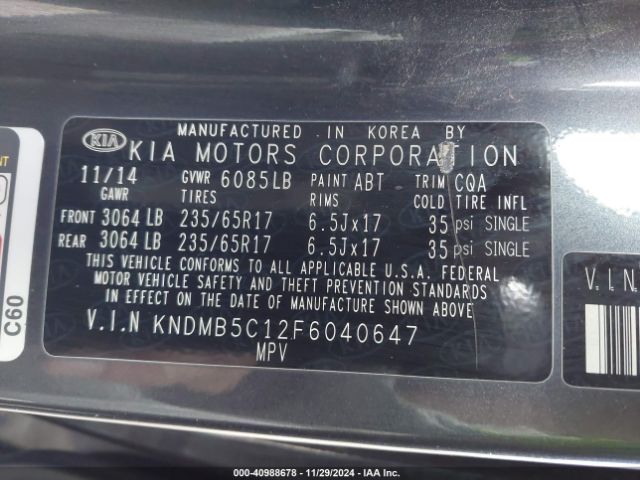 MANUFACTURED IN KOREA BY
KIA KIA MOTORS CORPORATION
11/14 GVWR 6085LB PAINT ABT TRIM CQA
GAWR TIRES COLD TIRE INFL
FRONT 3064 LB 235/65R17 6.5Jx17 35 psi SINGLE
REAR 3064 LB 235/65R17 6.5Jx17 35 psi SINGLE
THIS VEHICLE CONFORMS TO ALL APPLICABLE U.S.A. FEDERAL
MOTOR VEHICLE SAFETY AND THEFT PREVENTION STANDARDS
IN EFFECT ON THE DATE OF MANUFACTURE SHOWN ABOVE
V.I.N KNDMB5C12F6040647
MPV
C60
V.I.N
000-40988678 - 11/29/2024 - IAA Inc.